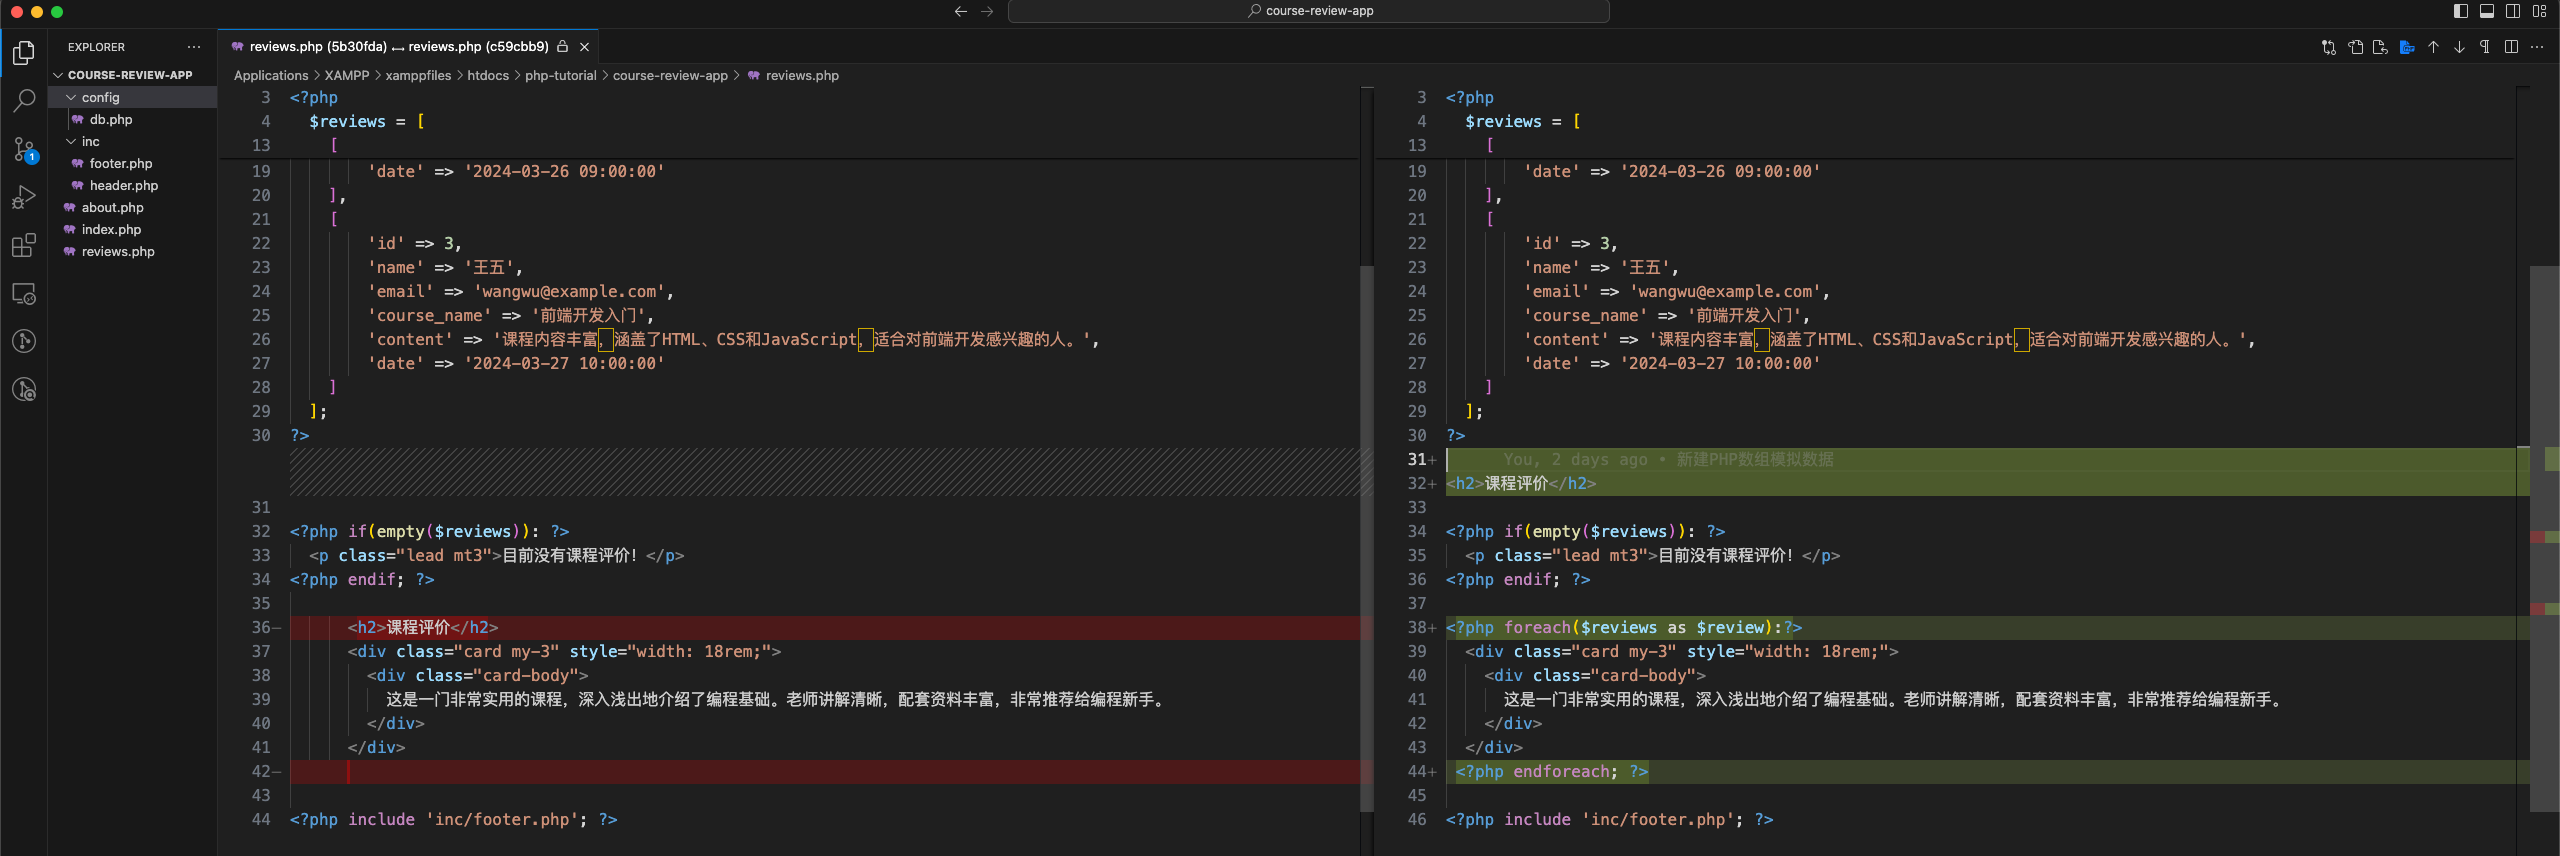 course-review-app
EXPLORER
COURSE-REVIEW-APP
config
db.php
inc
footer.php
header.php
about.php
index.php
reviews.php
1
reviews.php (5b30fda) ↔ reviews.php (c59cbb9)
Applications > XAMPP > xamppfiles > htdocs > php-tutorial > course-review-app > reviews.php
3 <?php
4 $reviews = [
13 [
19 'date' => '2024-03-26 09:00:00'
20 ],
21 [
22 'id' => 3,
23 'name' => '王五',
24 'email' => 'wangwu@example.com',
25 'course_name' => '前端开发入门',
26 'content' => '课程内容丰富，涵盖了HTML、CSS和JavaScript，适合对前端开发感兴趣的人。',
27 'date' => '2024-03-27 10:00:00'
28 ]
29 ];
30 ?>
31
32 <?php if(empty($reviews)): ?>
33 <p class="lead mt3">目前没有课程评价！</p>
34 <?php endif; ?>
35
36— <h2>课程评价</h2>
37 <div class="card my-3" style="width: 18rem;">
38 <div class="card-body">
39 这是一门非常实用的课程，深入浅出地介绍了编程基础。老师讲解清晰，配套资料丰富，非常推荐给编程新手。
40 </div>
41 </div>
42—
43
44 <?php include 'inc/footer.php'; ?>
3 <?php
4 $reviews = [
13 [
19 'date' => '2024-03-26 09:00:00'
20 ],
21 [
22 'id' => 3,
23 'name' => '王五',
24 'email' => 'wangwu@example.com',
25 'course_name' => '前端开发入门',
26 'content' => '课程内容丰富，涵盖了HTML、CSS和JavaScript，适合对前端开发感兴趣的人。',
27 'date' => '2024-03-27 10:00:00'
28 ]
29 ];
30 ?>
31+ You, 2 days ago • 新建PHP数组模拟数据
32+ <h2>课程评价</h2>
33
34 <?php if(empty($reviews)): ?>
35 <p class="lead mt3">目前没有课程评价！</p>
36 <?php endif; ?>
37
38+ <?php foreach($reviews as $review):?>
39 <div class="card my-3" style="width: 18rem;">
40 <div class="card-body">
41 这是一门非常实用的课程，深入浅出地介绍了编程基础。老师讲解清晰，配套资料丰富，非常推荐给编程新手。
42 </div>
43 </div>
44+ <?php endforeach; ?>
45
46 <?php include 'inc/footer.php'; ?>